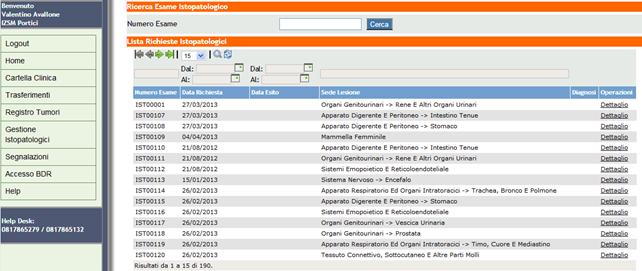 Benvenuto
Valentino Avallone
IZSM Portici
Logout
Home
Cartella Clinica
Trasferimenti
Registro Tumori
Gestione
Istopatologici
Segnalazioni
Accesso BDR
Help
Help Desk:
0817865279 / 0817865132
Ricerca Esame Istopatologico
Numero Esame Cerca
Lista Richieste Istopatologici
15
Dal: Dal:
Al: Al:
Numero Esame Data Richiesta Data Esito Sede Lesione Diagnosi Operazioni
IST00001 27/03/2013 Organi Genitourinari -> Rene E Altri Organi Urinari Dettaglio
IST00107 27/03/2013 Apparato Digerente E Peritoneo -> Intestino Tenue Dettaglio
IST00108 27/03/2013 Apparato Digerente E Peritoneo -> Stomaco Dettaglio
IST00109 04/04/2013 Mammella Femminile Dettaglio
IST00110 21/08/2012 Apparato Digerente E Peritoneo -> Intestino Tenue Dettaglio
IST00111 21/08/2012 Organi Genitourinari -> Rene E Altri Organi Urinari Dettaglio
IST00112 21/08/2012 Sistemi Emopoietico E Reticoloendoteliale Dettaglio
IST00113 15/01/2013 Sistema Nervoso -> Encefalo Dettaglio
IST00114 26/02/2013 Apparato Respiratorio Ed Organi Intratoracici -> Trachea, Bronco E Polmone Dettaglio
IST00115 26/02/2013 Apparato Digerente E Peritoneo -> Stomaco Dettaglio
IST00116 26/02/2013 Sistemi Emopoietico E Reticoloendoteliale Dettaglio
IST00117 26/02/2013 Organi Genitourinari -> Vescica Urinaria Dettaglio
IST00118 26/02/2013 Organi Genitourinari -> Prostata Dettaglio
IST00119 26/02/2013 Apparato Respiratorio Ed Organi Intratoracici -> Timo, Cuore E Mediastino Dettaglio
IST00120 26/02/2013 Tessuto Connettivo, Sottocutaneo E Altre Parti Molli Dettaglio
Risultati da 1 a 15 di 190.